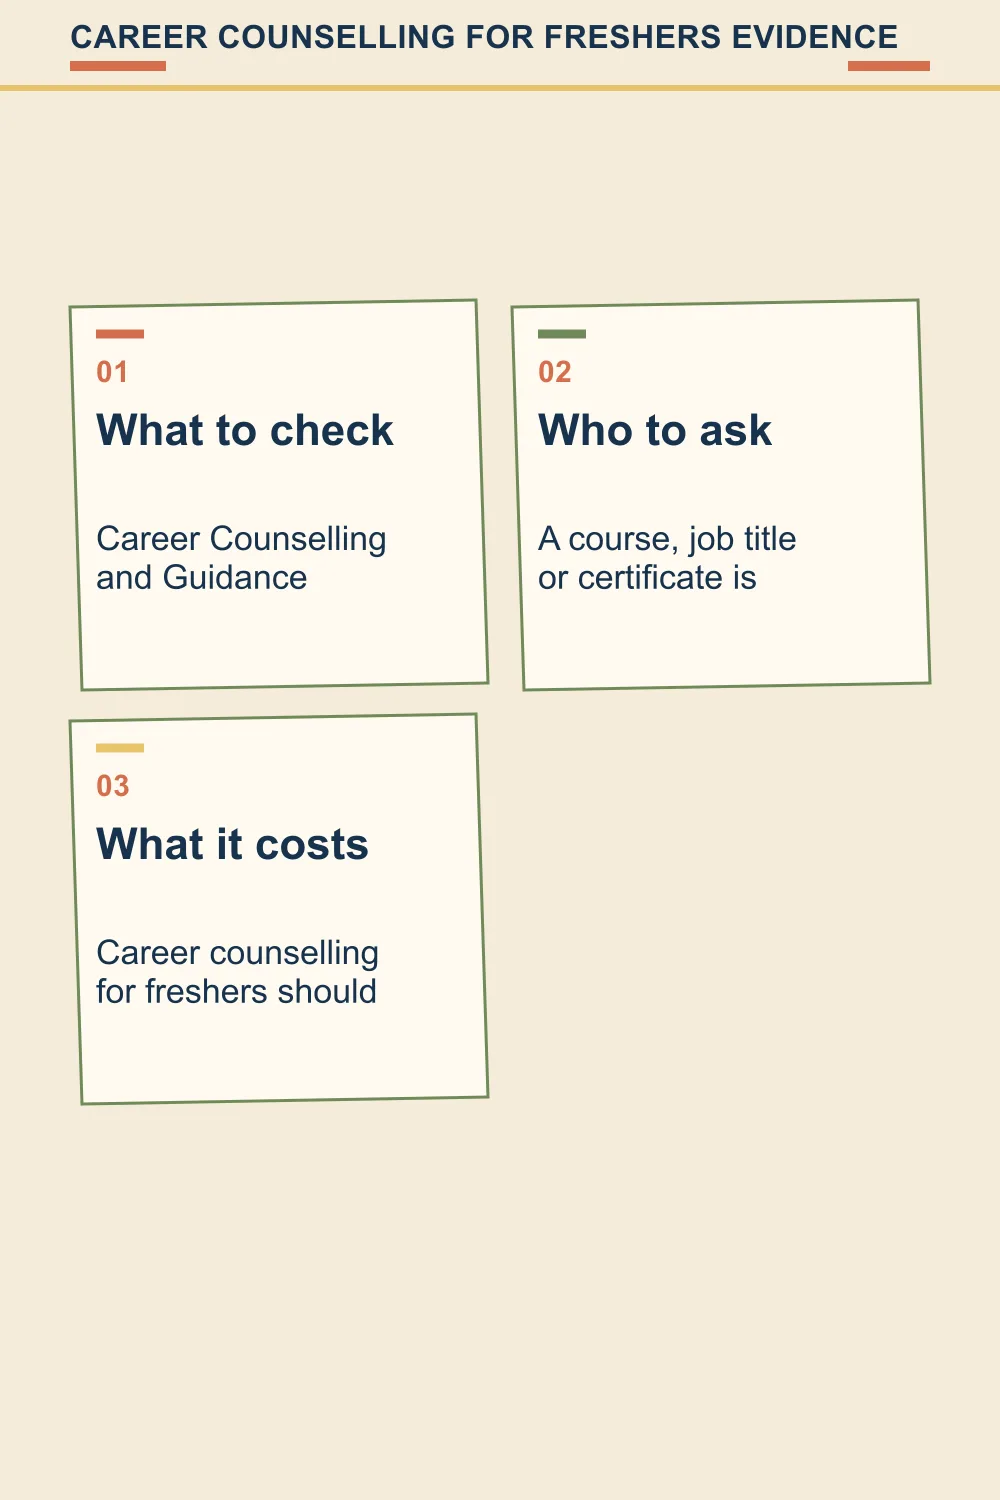 CAREER COUNSELLING FOR FRESHERS EVIDENCE
01
What to check
Career Counselling
and Guidance
02
Who to ask
A course, job title
or certificate is
03
What it costs
Career counselling
for freshers should